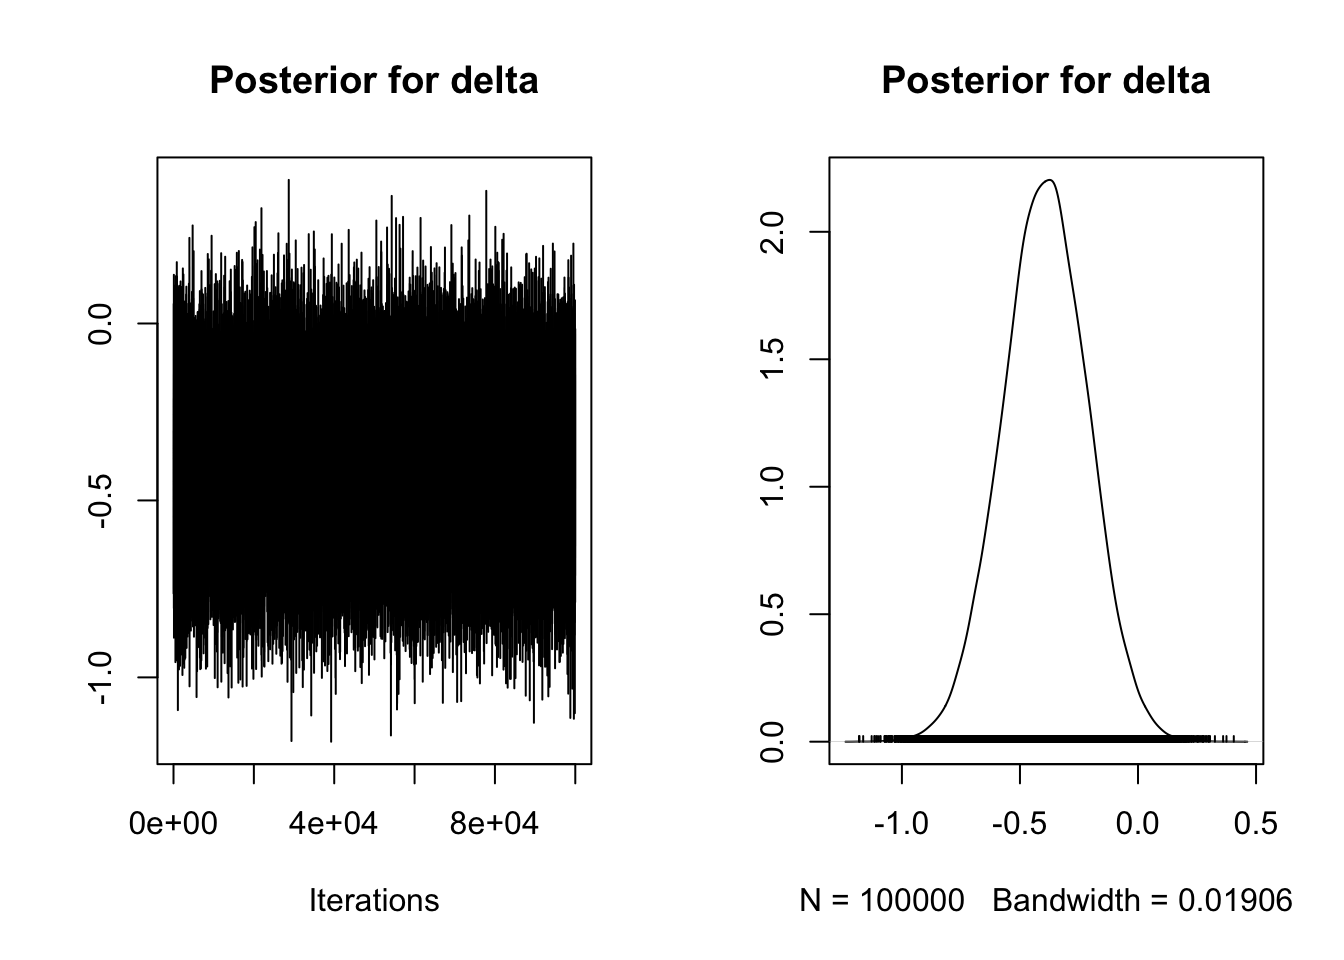 Posterior for delta
0.0
-0.5
-1.0
0e+00 4e+04 8e+04
Iterations
Posterior for delta
2.0
1.5
1.0
0.5
0.0
-1.0 -0.5 0.0 0.5
N = 100000 Bandwidth = 0.01906